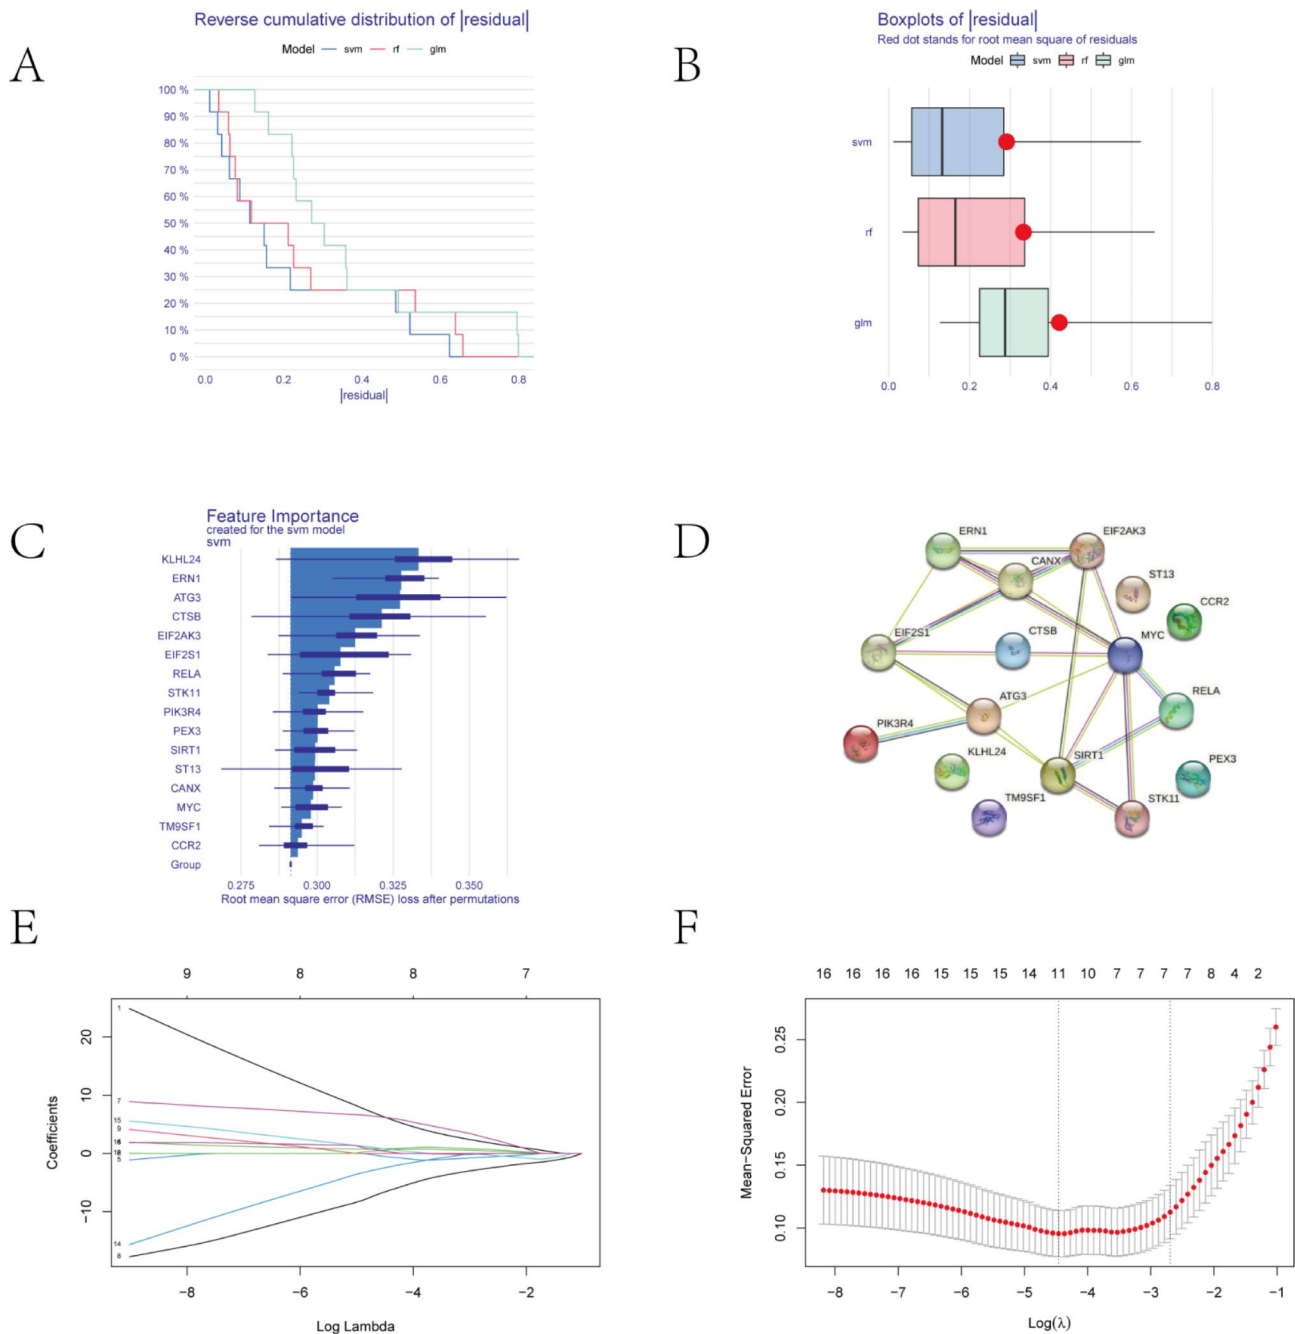 A
Reverse cumulative distribution of |residual|
Model svm rf glm
100 %
90 %
80 %
70 %
60 %
50 %
40 %
30 %
20 %
10 %
0 %
0.0 0.2 0.4 0.6 0.8
|residual|
B
Boxplots of |residual|
Red dot stands for root mean square of residuals
Model svm rf glm
svm
rf
glm
0.0 0.2 0.4 0.6 0.8
C
Feature Importance
created for the svm model
svm
KLHL24
ERN1
ATG3
CTSB
EIF2AK3
EIF2S1
RELA
STK11
PIK3R4
PEX3
SIRT1
ST13
CANX
MYC
TM9SF1
CCR2
Group
0.275 0.300 0.325 0.350
Root mean square error (RMSE) loss after permutations
D
ERN1
EIF2AK3
CANX
ST13
CCR2
EIF2S1
CTSB
MYC
ATG3
RELA
PIK3R4
KLHL24
SIRT1
PEX3
TM9SF1
STK11
E
9 8 8 7
Coefficients
20
10
0
−10
1
7
15
9
5
14
8
−8 −6 −4 −2
Log Lambda
F
16 16 16 16 15 15 15 14 11 10 7 7 7 7 8 4 2
Mean−Squared Error
0.25
0.20
0.15
0.10
−8 −7 −6 −5 −4 −3 −2 −1
Log(λ)